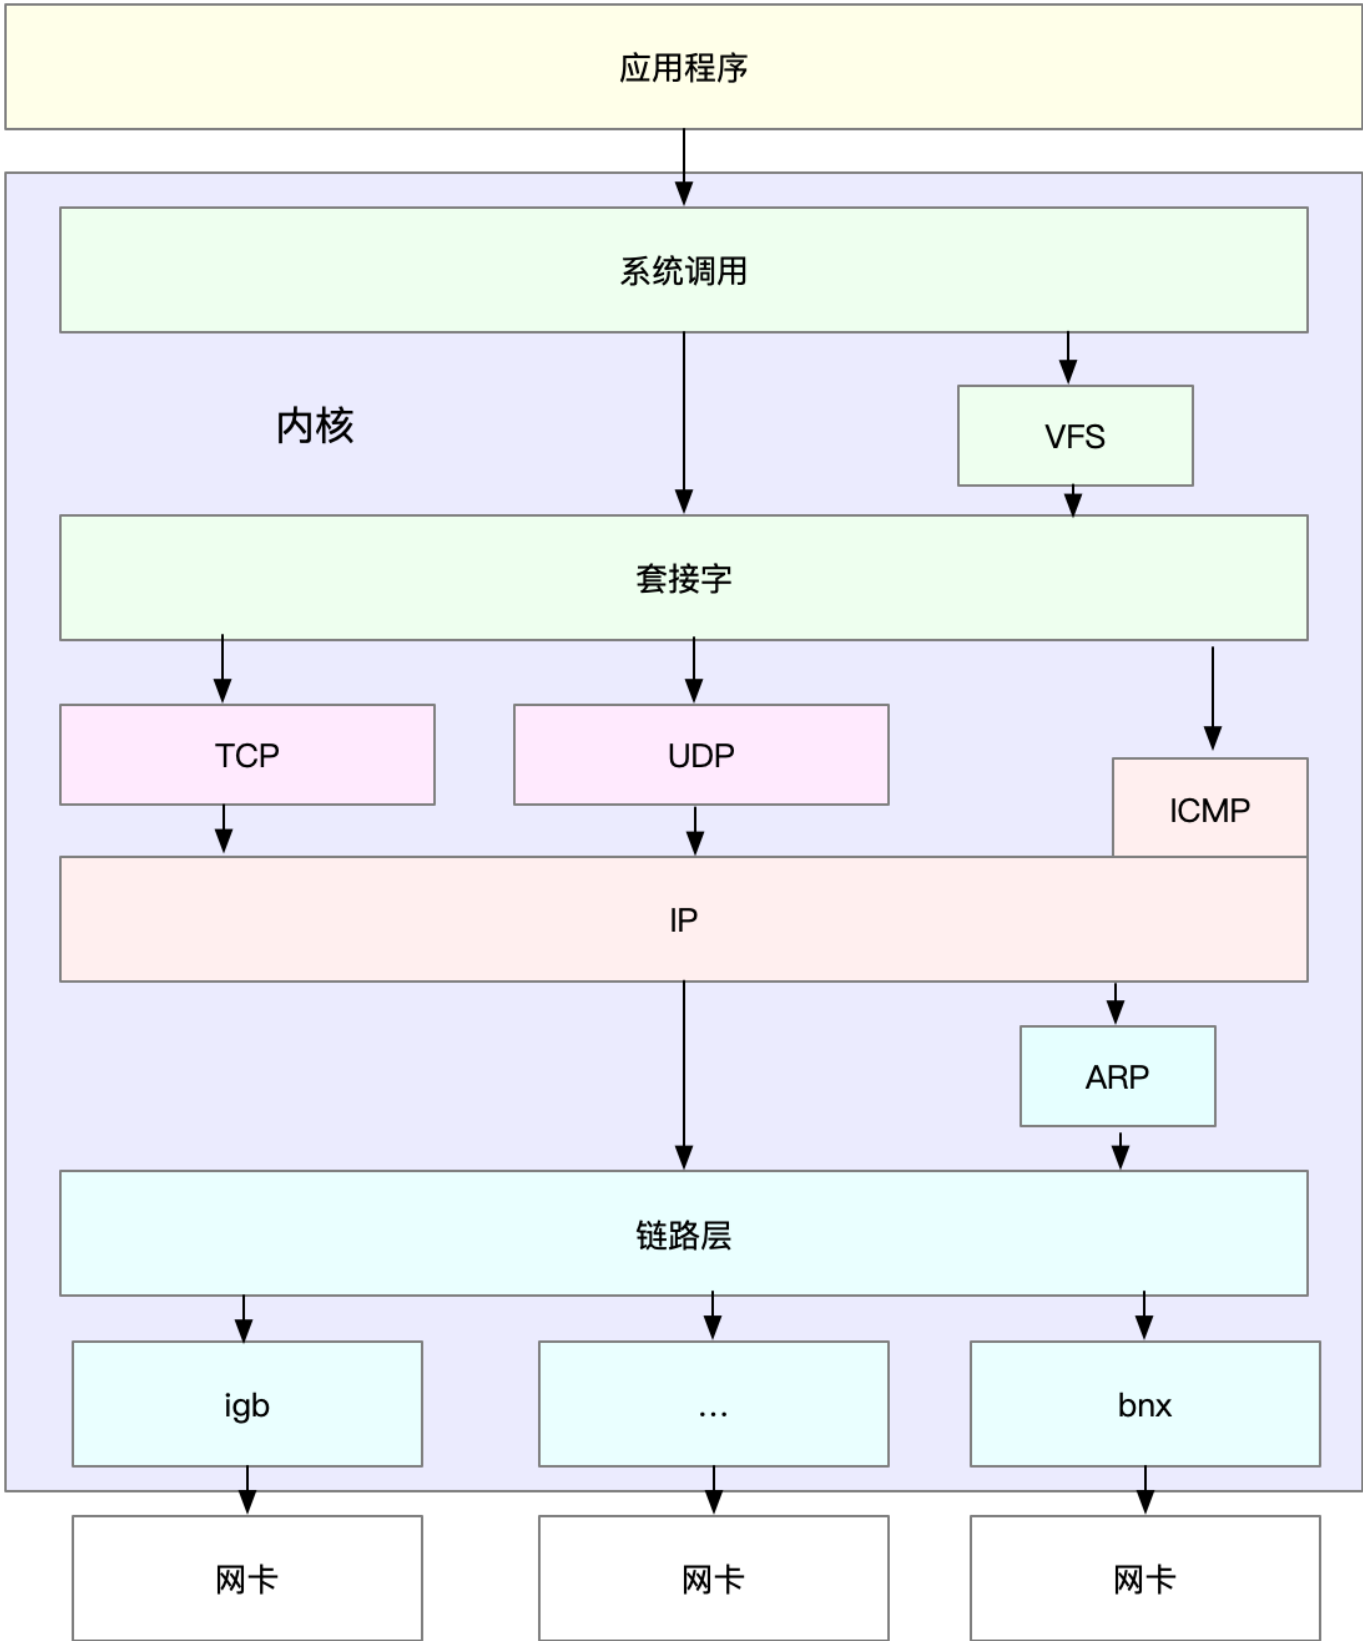 应用程序
系统调用
内核
VFS
套接字
TCP
UDP
ICMP
IP
ARP
链路层
igb
...
bnx
网卡
网卡
网卡